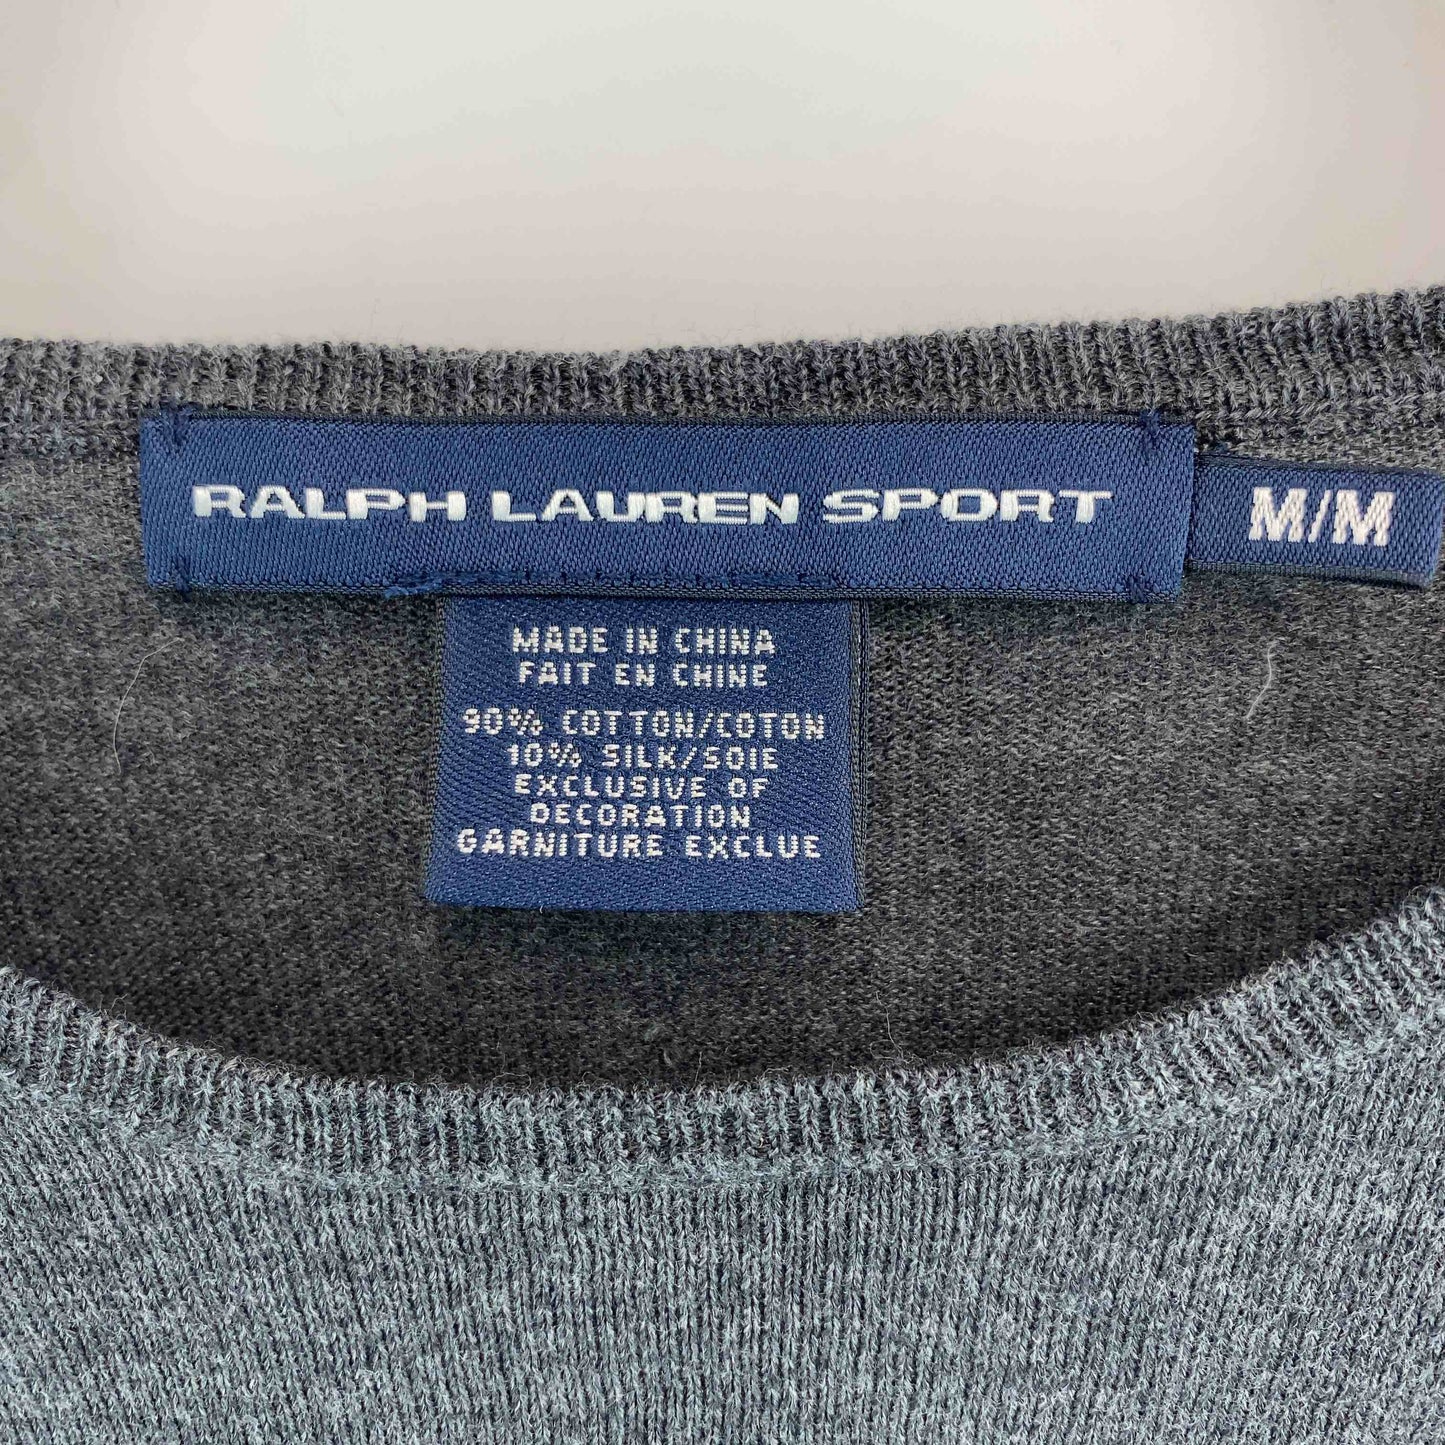 RALPH LAUREN SPORT
M/M
MADE IN CHINA
FAIT EN CHINE
90% COTTON/COTON
10% SILK/SOIE
EXCLUSIVE OF
DECORATION
GARNITURE EXCLUE